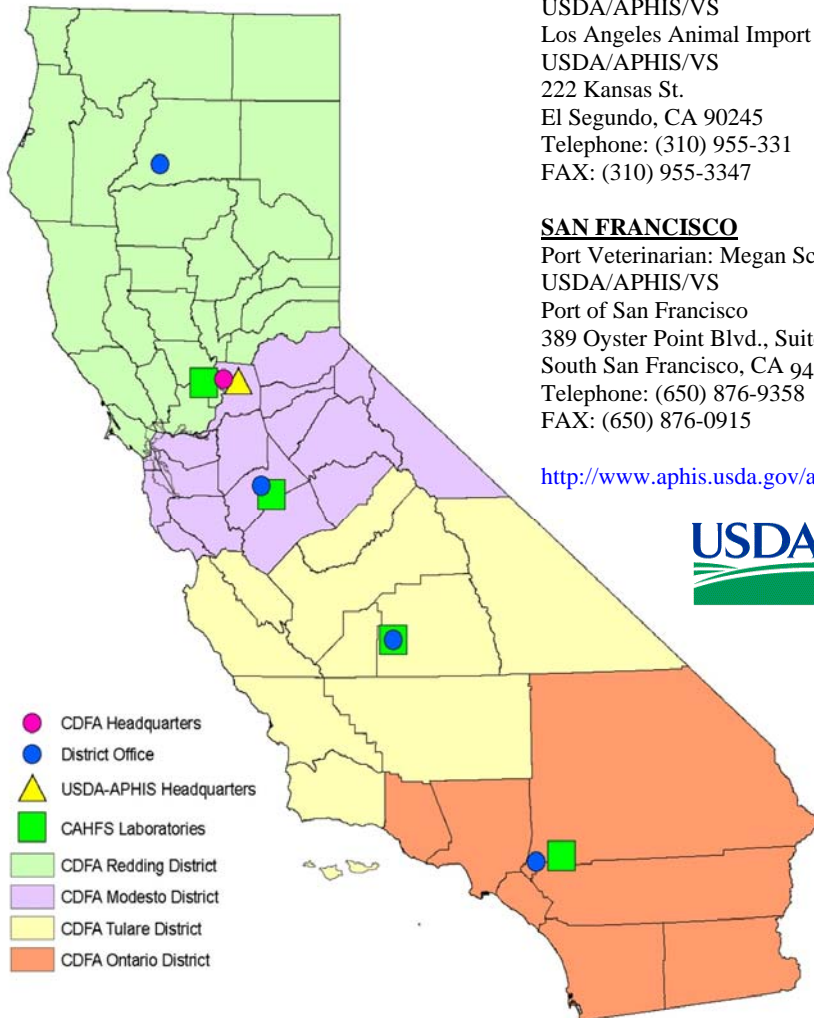 USDA/APHIS/VS
Los Angeles Animal Import
USDA/APHIS/VS
222 Kansas St.
El Segundo, CA 90245
Telephone: (310) 955-331
FAX: (310) 955-3347
SAN FRANCISCO
Port Veterinarian: Megan Sc
USDA/APHIS/VS
Port of San Francisco
389 Oyster Point Blvd., Suit
South San Francisco, CA 94
Telephone: (650) 876-9358
FAX: (650) 876-0915
http://www.aphis.usda.gov/a
USDA
CDFA Headquarters
District Office
USDA-APHIS Headquarters
CAHFS Laboratories
CDFA Redding District
CDFA Modesto District
CDFA Tulare District
CDFA Ontario District